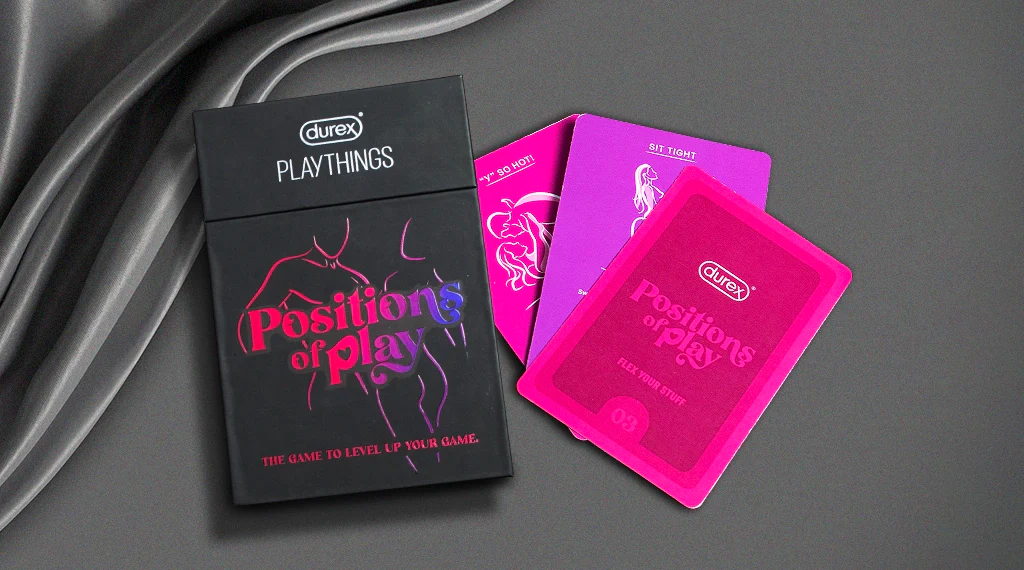 durex
PLAYTHINGS
Positions
of play
THE GAME TO LEVEL UP YOUR GAME.
"Y" SO HOT!
SIT TIGHT
durex
Positions
of play
FLEX YOUR STUFF
03